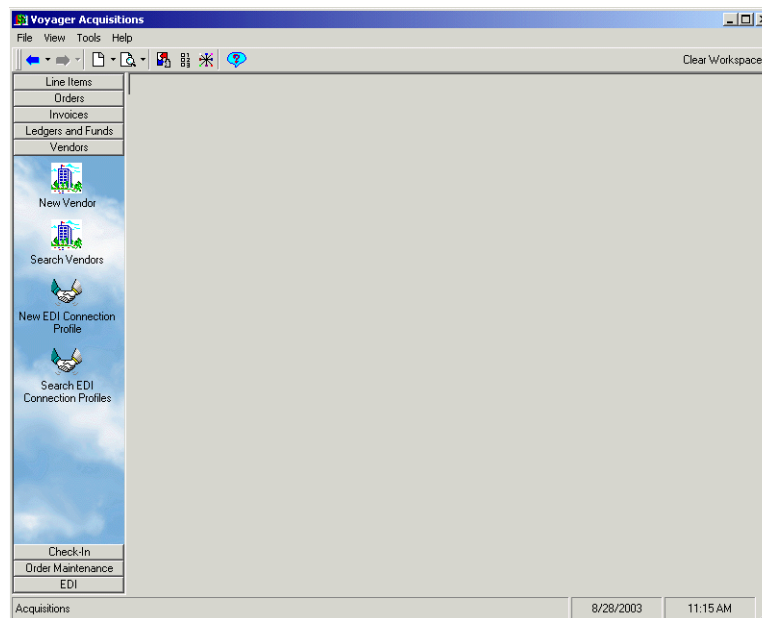 Voyager Acquisitions
File View Tools Help
Clear Workspace
Line Items
Orders
Invoices
Ledgers and Funds
Vendors
New Vendor
Search Vendors
New EDI Connection
Profile
Search EDI
Connection Profiles
Check-In
Order Maintenance
EDI
Acquisitions 8/28/2003 11:15 AM